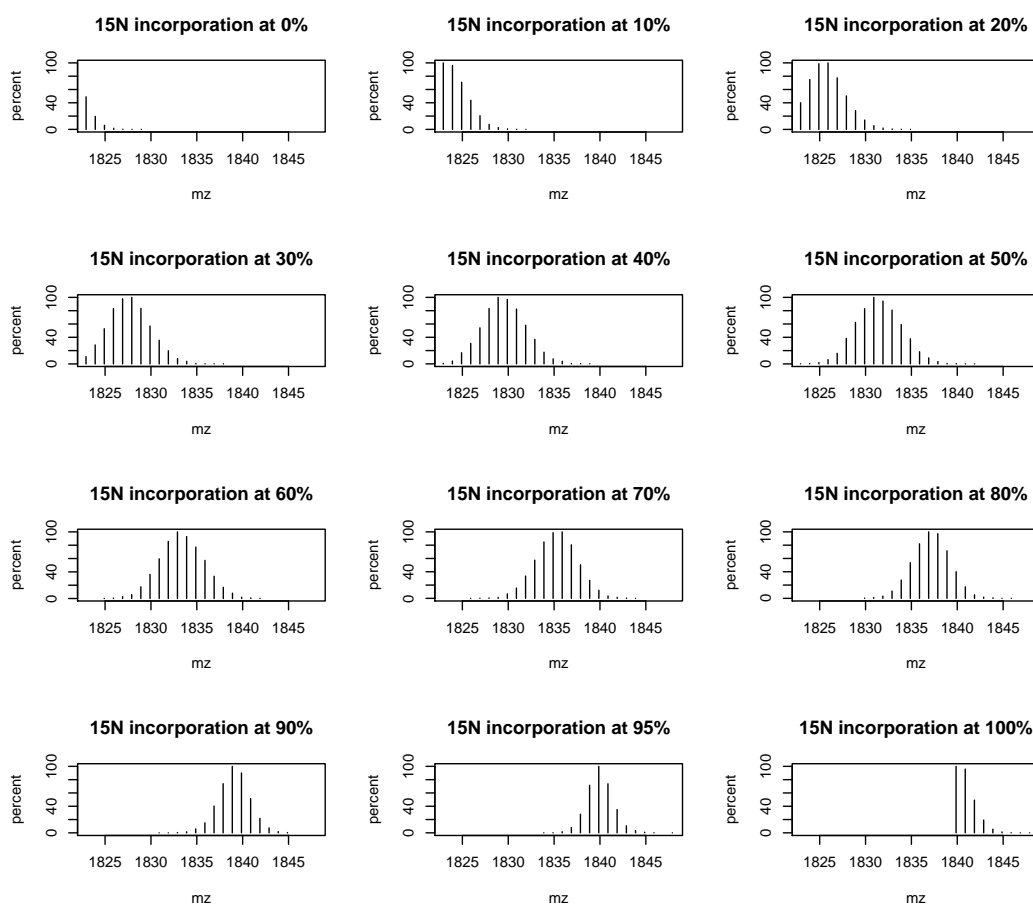 15N incorporation at 0%
percent
0 40 100
1825 1830 1835 1840 1845
mz
15N incorporation at 10%
percent
0 40 100
1825 1830 1835 1840 1845
mz
15N incorporation at 20%
percent
0 40 100
1825 1830 1835 1840 1845
mz
15N incorporation at 30%
percent
0 40 100
1825 1830 1835 1840 1845
mz
15N incorporation at 40%
percent
0 40 100
1825 1830 1835 1840 1845
mz
15N incorporation at 50%
percent
0 40 100
1825 1830 1835 1840 1845
mz
15N incorporation at 60%
percent
0 40 100
1825 1830 1835 1840 1845
mz
15N incorporation at 70%
percent
0 40 100
1825 1830 1835 1840 1845
mz
15N incorporation at 80%
percent
0 40 100
1825 1830 1835 1840 1845
mz
15N incorporation at 90%
percent
0 40 100
1825 1830 1835 1840 1845
mz
15N incorporation at 95%
percent
0 40 100
1825 1830 1835 1840 1845
mz
15N incorporation at 100%
percent
0 40 100
1825 1830 1835 1840 1845
mz